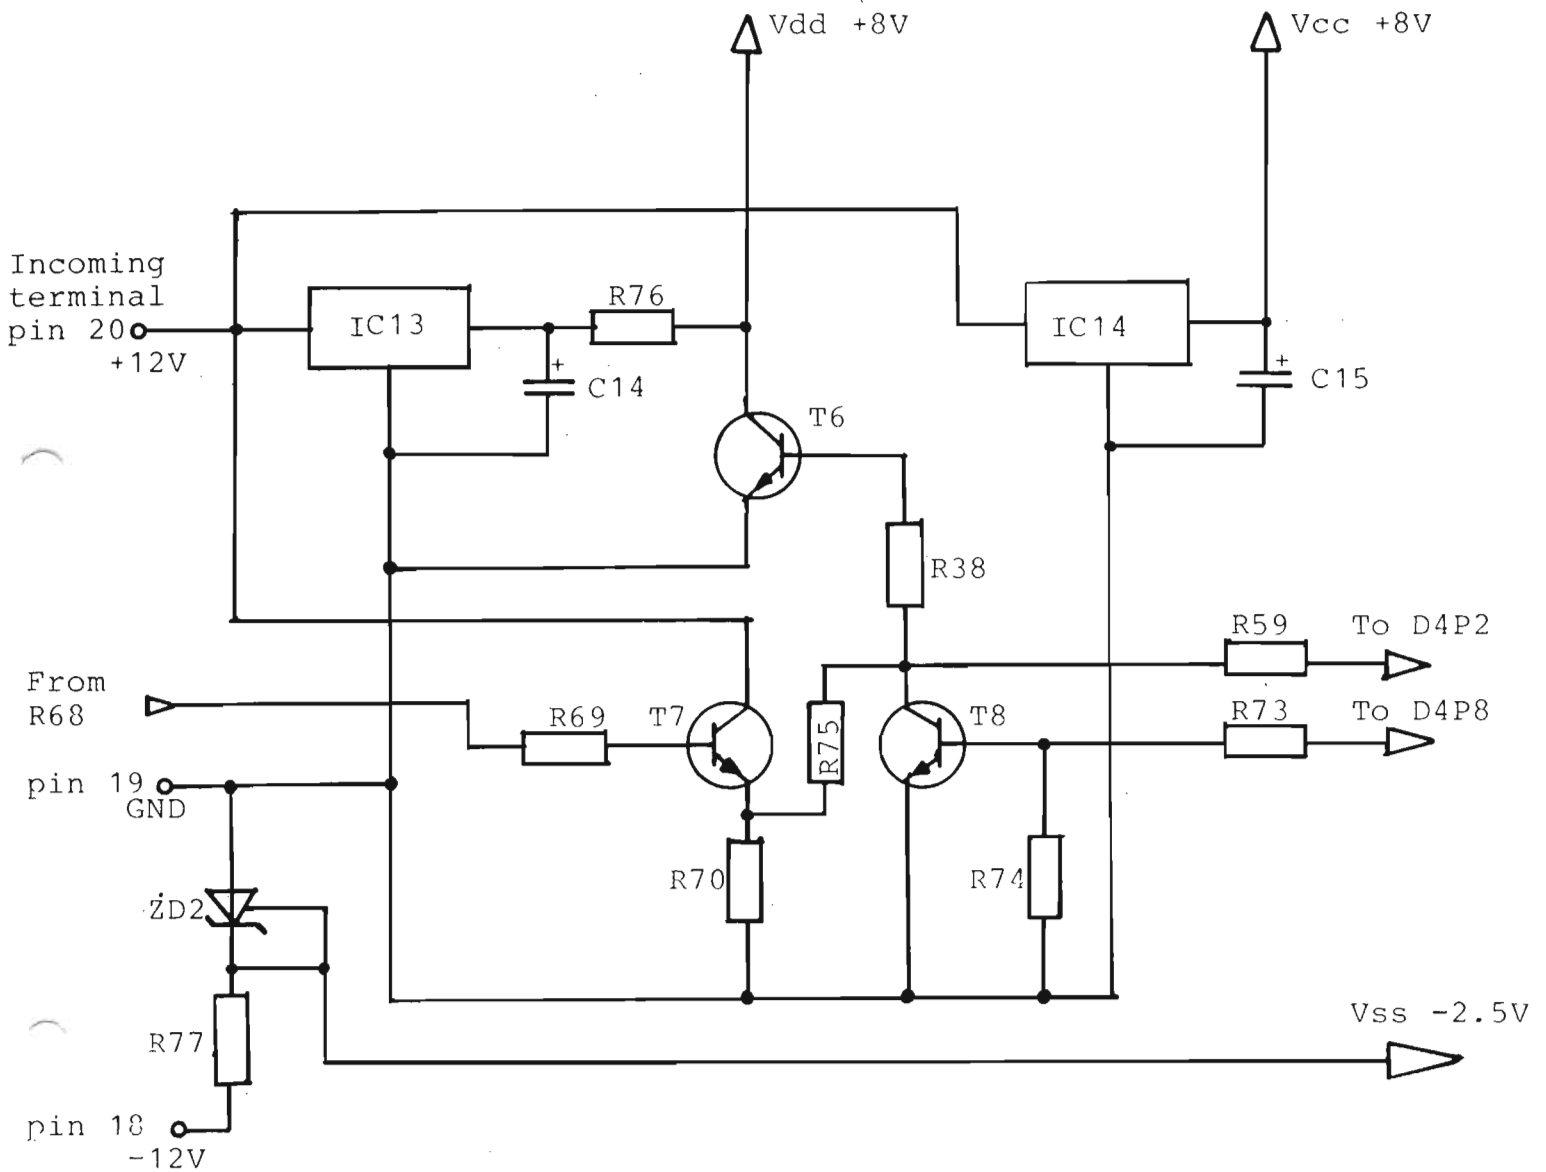 Vdd +8V
Vcc +8V
Incoming
terminal
pin 20
+12V
IC13
R76
IC14
C14
C15
T6
R38
R59
To D4P2
From
R68
R69
T7
R75
T8
R73
To D4P8
pin 19
GND
R70
R74
ZD2
R77
Vss -2.5V
pin 18
-12V
+
+